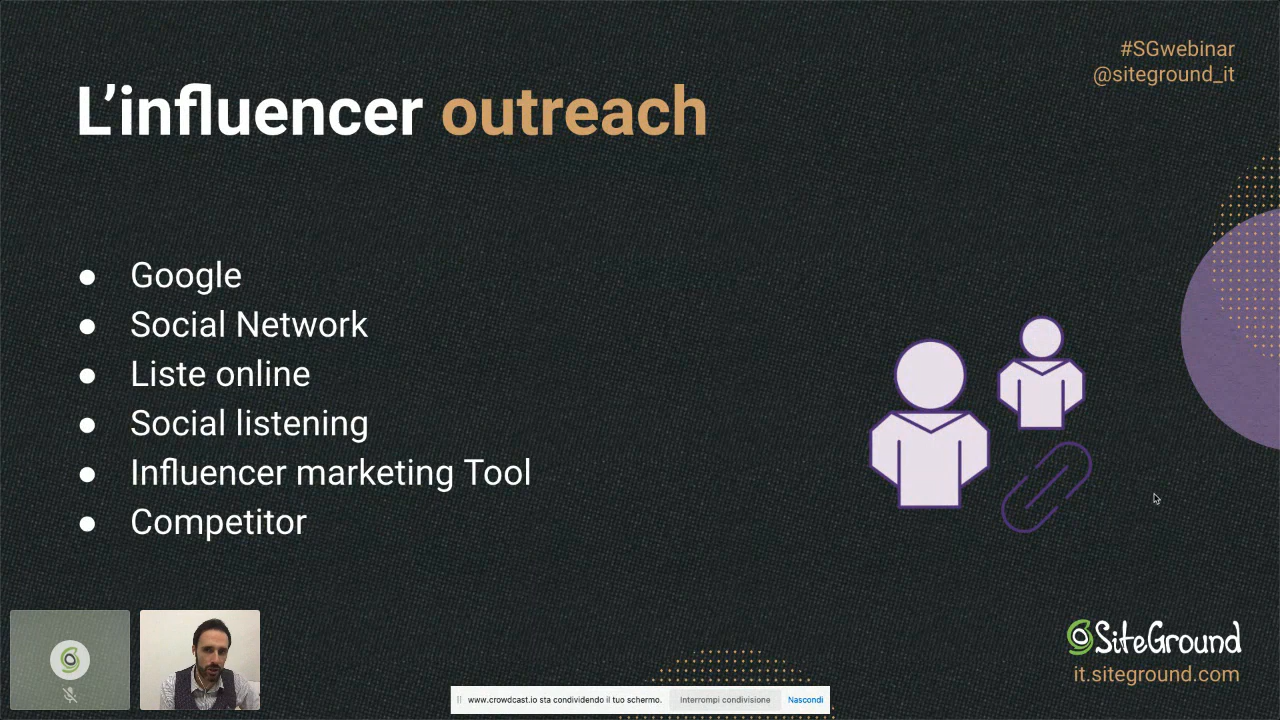 #SGwebinar
@siteground_it
L’influencer outreach
● Google
● Social Network
● Liste online
● Social listening
● Influencer marketing Tool
● Competitor
SiteGround
it.siteground.com
www.crowdcast.io sta condividendo il tuo schermo. Interrompi condivisione Nascondi